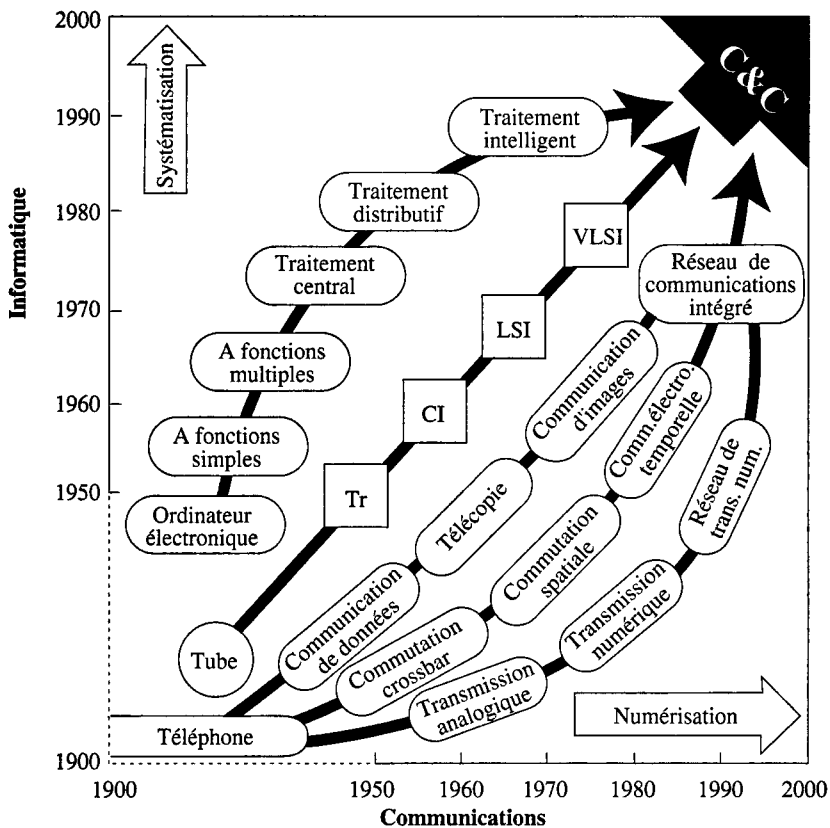 2000
Systématisation
C&C
1990
Traitement
intelligent
Traitement
distributif
Informatique
1980
VLSI
Traitement
central
Réseau de
communications
intégré
1970
LSI
A fonctions
multiples
Communication
d'images
Comm.électro.
temporelle
1960
CI
A fonctions
simples
Réseau de
trans. num.
1950
Tr
Télécopie
Ordinateur
électronique
Commutation
spatiale
Communication
de données
Transmission
numérique
Tube
Commutation
crossbar
Transmission
analogique
Numérisation
Téléphone
1900
1900
1950
1960
1970
1980
1990
2000
Communications